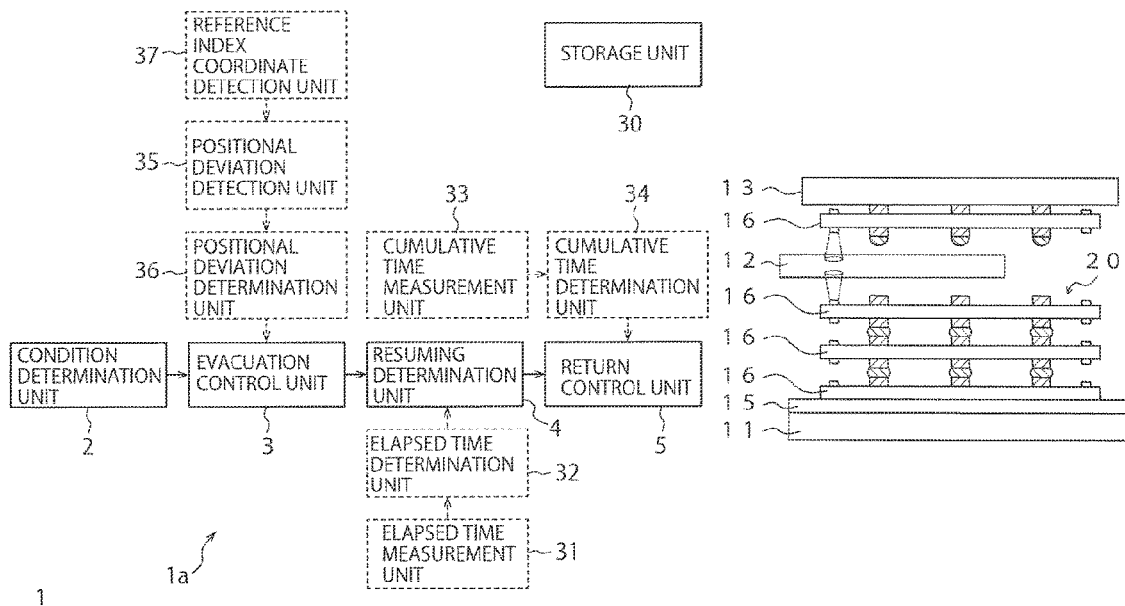 REFERENCE
INDEX
COORDINATE
DETECTION UNIT
37
STORAGE UNIT
30
POSITIONAL
DEVIATION
DETECTION UNIT
35
POSITIONAL
DEVIATION
DETERMINATION
UNIT
36
33
CUMULATIVE
TIME
MEASUREMENT
UNIT
34
CUMULATIVE
TIME
DETERMINATION
UNIT
CONDITION
DETERMINATION
UNIT
2
EVACUATION
CONTROL UNIT
3
RESUMING
DETERMINATION
UNIT
4
RETURN
CONTROL UNIT
5
ELAPSED TIME
DETERMINATION
UNIT
32
ELAPSED TIME
MEASUREMENT
UNIT
31
13
16
12
20
16
16
16
15
11
1a
1